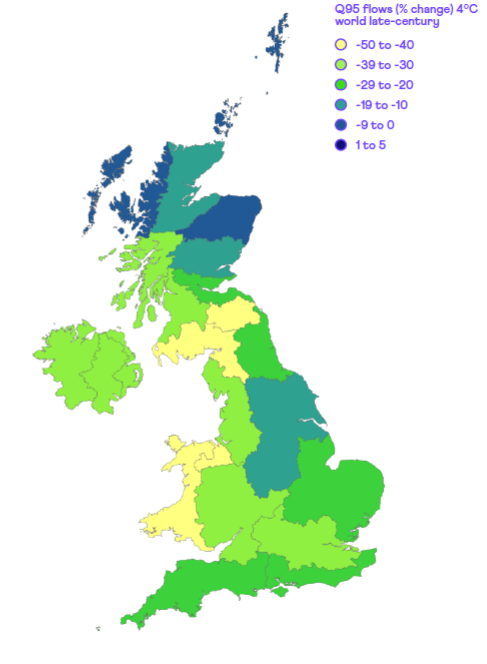 Q95 flows (% change) 4ºC
world late-century
-50 to -40
-39 to -30
-29 to -20
-19 to -10
-9 to 0
1 to 5